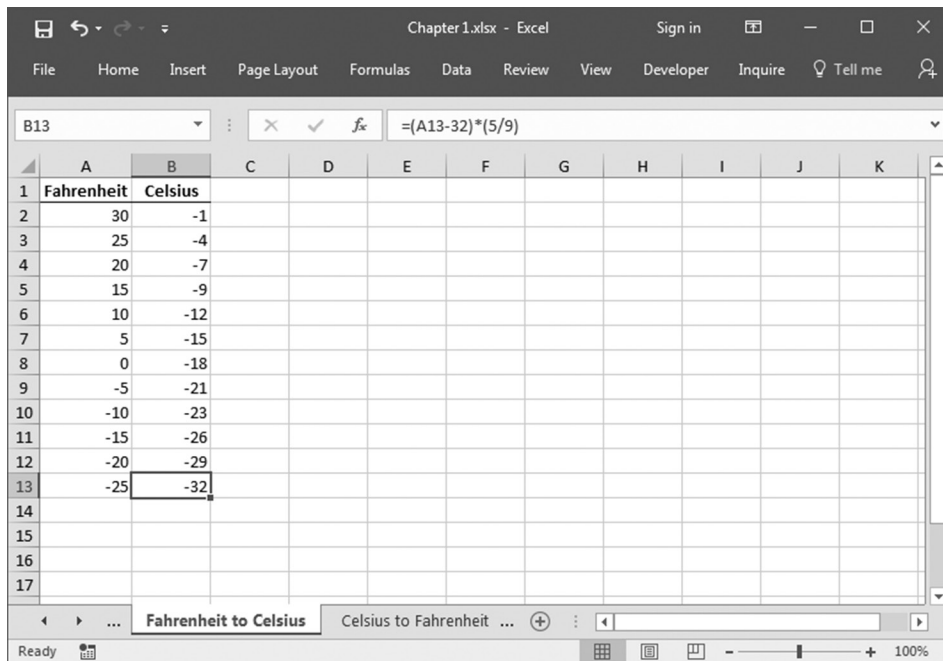 Chapter 1.xlsx - Excel Sign in
File Home Insert Page Layout Formulas Data Review View Developer Inquire Tell me
B13 fx =(A13-32)*(5/9)
A B C D E F G H I J K
1 Fahrenheit Celsius
2 30 -1
3 25 -4
4 20 -7
5 15 -9
6 10 -12
7 5 -15
8 0 -18
9 -5 -21
10 -10 -23
11 -15 -26
12 -20 -29
13 -25 -32
14
15
16
17
... Fahrenheit to Celsius Celsius to Fahrenheit ...
Ready 100%